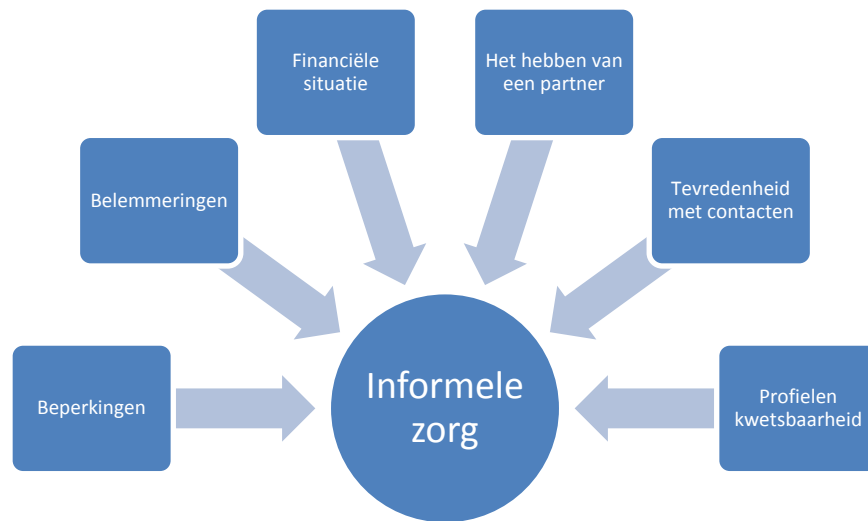 Financiële
situatie
Het hebben van
een partner
Belemmeringen
Tevredenheid
met contacten
Beperkingen
Informele
zorg
Profielen
kwetsbaarheid